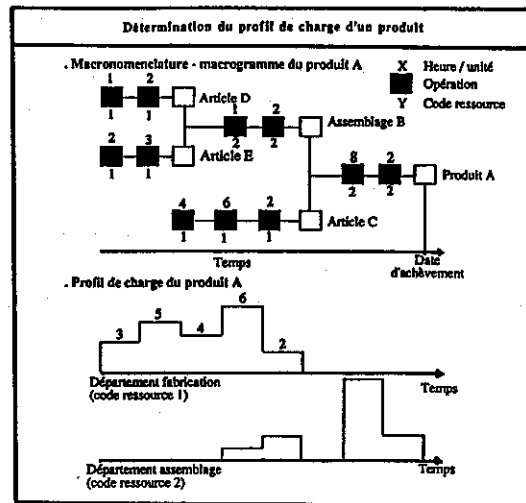 Détermination du profil de charge d'un produit
. Macronomenclature - macrogramme du produit A
X Heure / unité
Opération
Y Code ressource
1 2
Article D
1 1
1 2
Assemblage B
2 2
2 3
Article E
1 1
8 2
Produit A
2 2
4 6 2
Article C
1 1 1
Temps
Date
d'achèvement
. Profil de charge du produit A
3 5 4 6 2
Département fabrication
(code ressource 1)
Temps
Département assemblage
(code ressource 2)
Temps